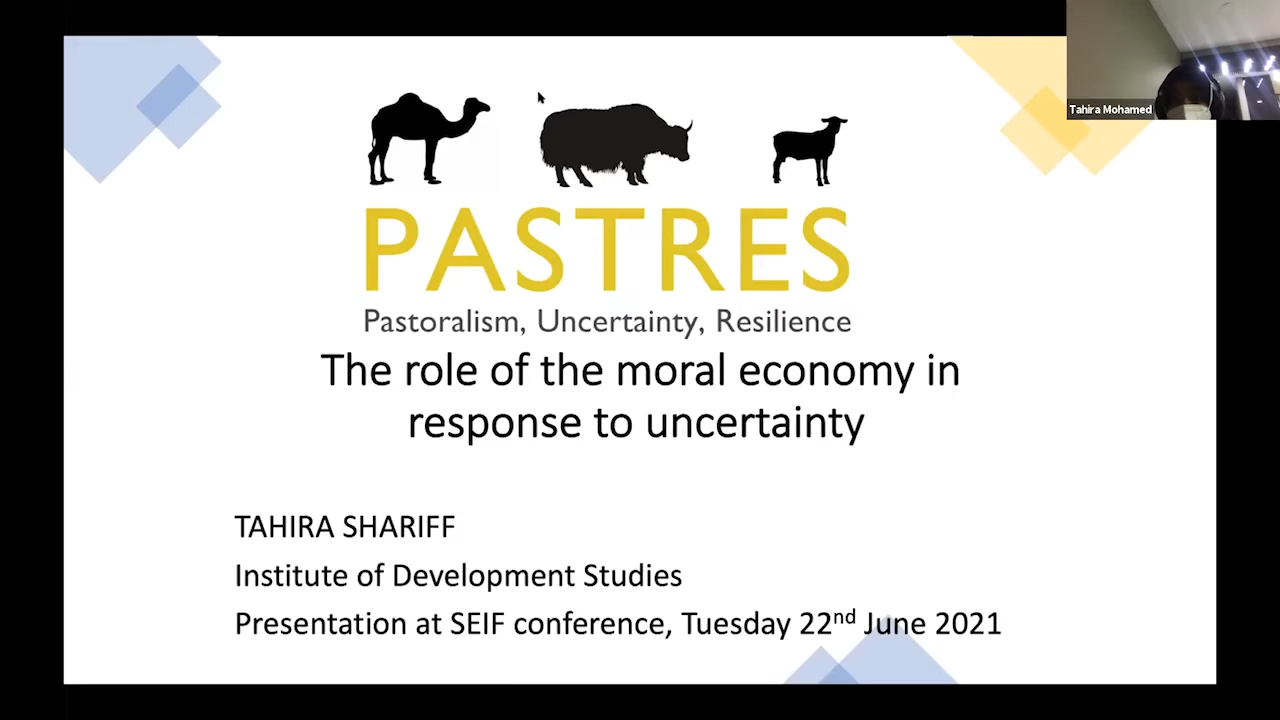 Tahira Mohamed
PASTRES
Pastoralism, Uncertainty, Resilience
The role of the moral economy in
response to uncertainty
TAHIRA SHARIFF
Institute of Development Studies
Presentation at SEIF conference, Tuesday 22nd June 2021